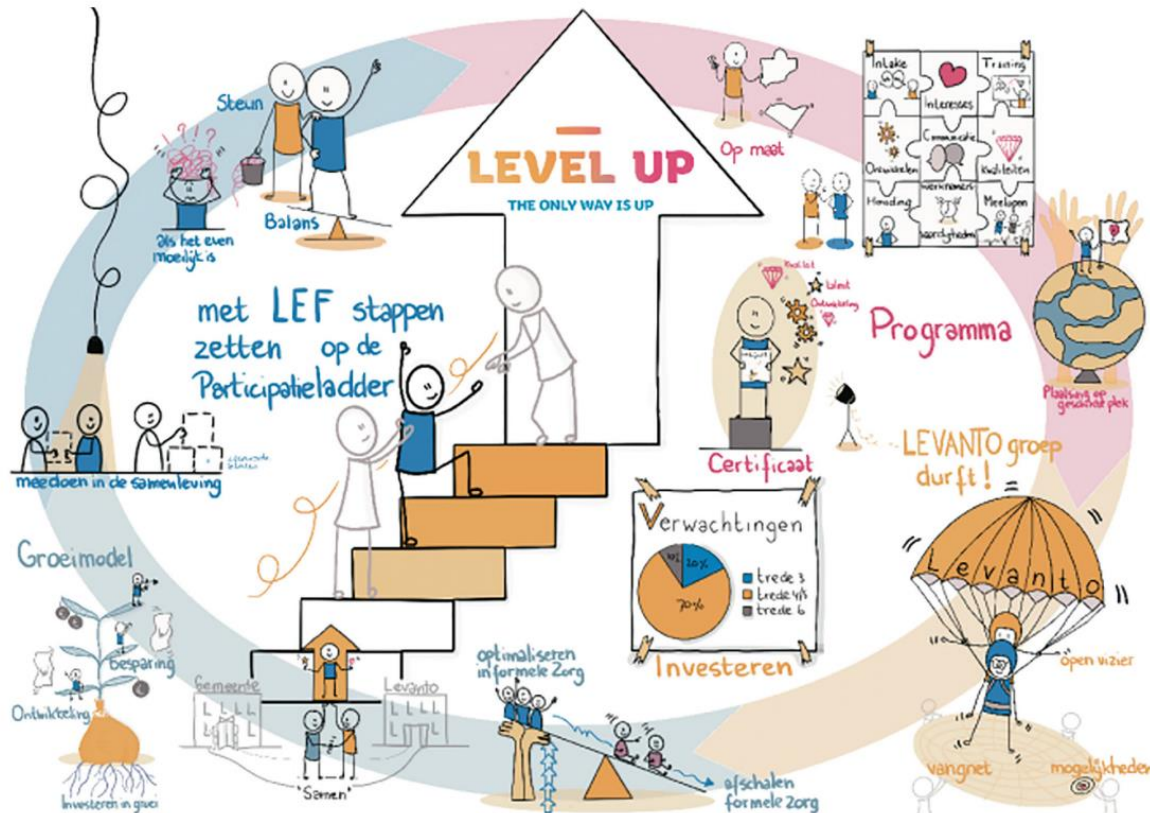 LEVEL UP
THE ONLY WAY IS UP
Steun
Balans
als het even
moeilijk is
met LEF stappen
zetten op de
Participatieladder
meedoen in de samenleving
Groeimodel
besparing
Ontwikkeling
Investeren in groei
Gemeente
Levanto
"Samen"
optimaliseren
informele Zorg
afschalen
formele Zorg
Op maat
Intake
Interesses
Training
Ontwikkelen
Communicatie
kwaliteiten
Houding
werknemers
vaardigheden
Meelopen
Programma
Plaatsing op
geschikte plek
kwaliteit
talent
Ontwikkeling
Certificaat
LEVANTO groep
durft!
Verwachtingen
10%
20%
70%
trede 3
trede 4/5
trede 6
Investeren
Levanto
open vizier
vangnet
mogelijkheden